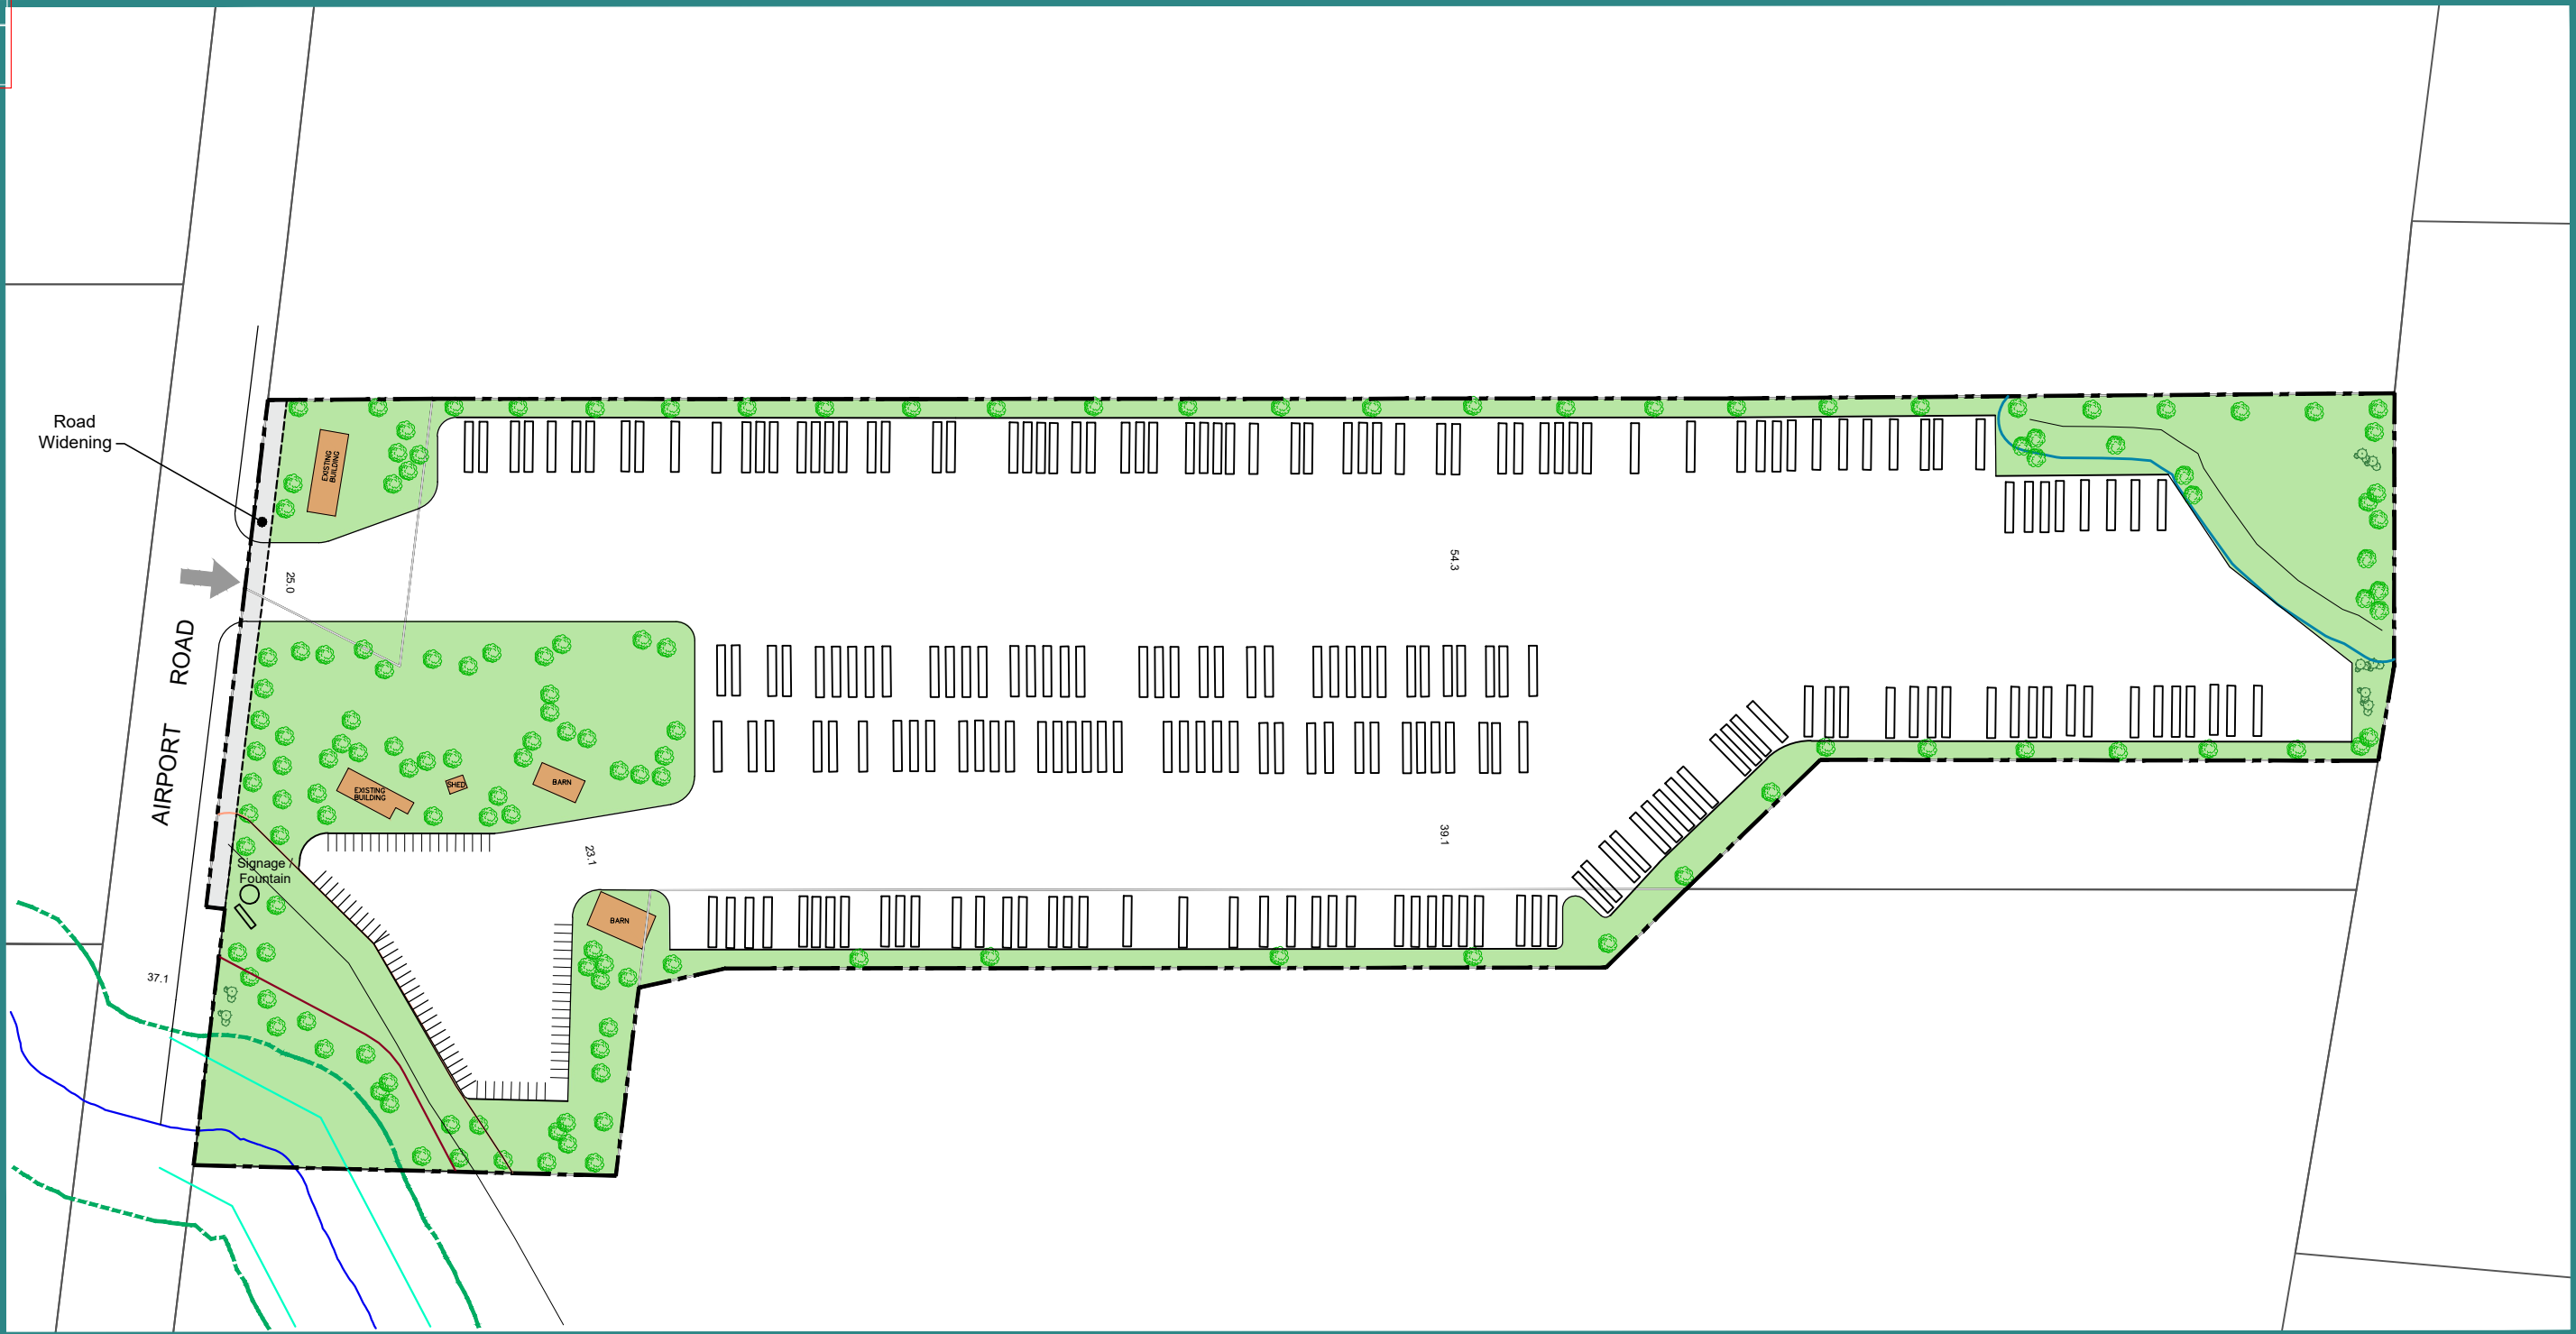 Road
Widening
EXISTING
BUILDING
25.0
54.3
AIRPORT ROAD
EXISTING
BUILDING
SHED
BARN
23.1
39.1
Signage /
Fountain
BARN
37.1